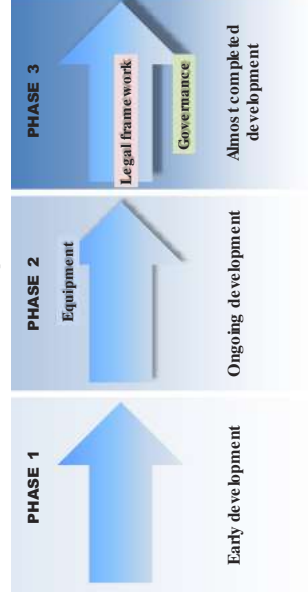 PHASE 1
Early development
PHASE 2
Equipment
Ongoing development
PHASE 3
Legal framework
Governance
Almost completed
development